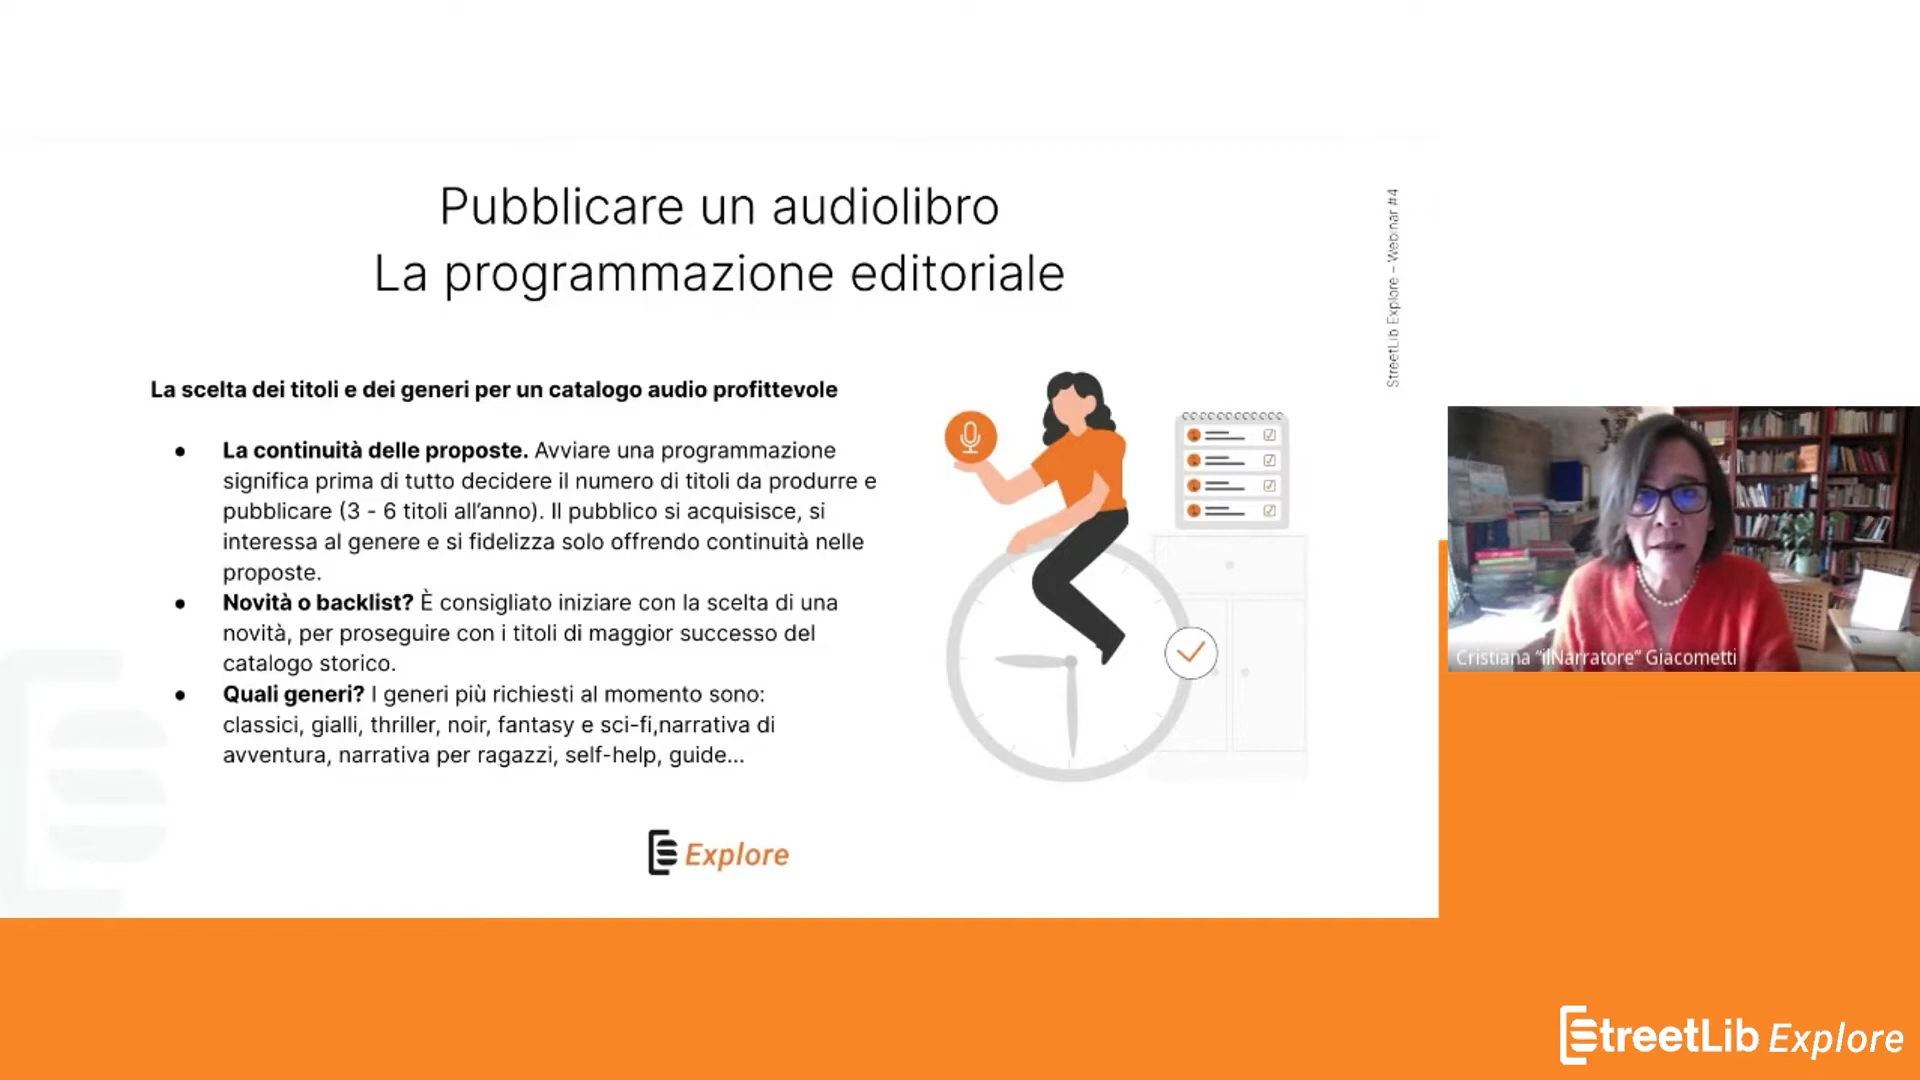 Pubblicare un audiolibro
La programmazione editoriale
StreetLib Explore – Webinar #4
La scelta dei titoli e dei generi per un catalogo audio profittevole
● La continuità delle proposte. Avviare una programmazione
significa prima di tutto decidere il numero di titoli da produrre e
pubblicare (3 - 6 titoli all’anno). Il pubblico si acquisisce, si
interessa al genere e si fidelizza solo offrendo continuità nelle
proposte.
● Novità o backlist? È consigliato iniziare con la scelta di una
novità, per proseguire con i titoli di maggior successo del
catalogo storico.
● Quali generi? I generi più richiesti al momento sono:
classici, gialli, thriller, noir, fantasy e sci-fi,narrativa di
avventura, narrativa per ragazzi, self-help, guide...
Explore
Cristiana “ilNarratore” Giacometti
StreetLib Explore